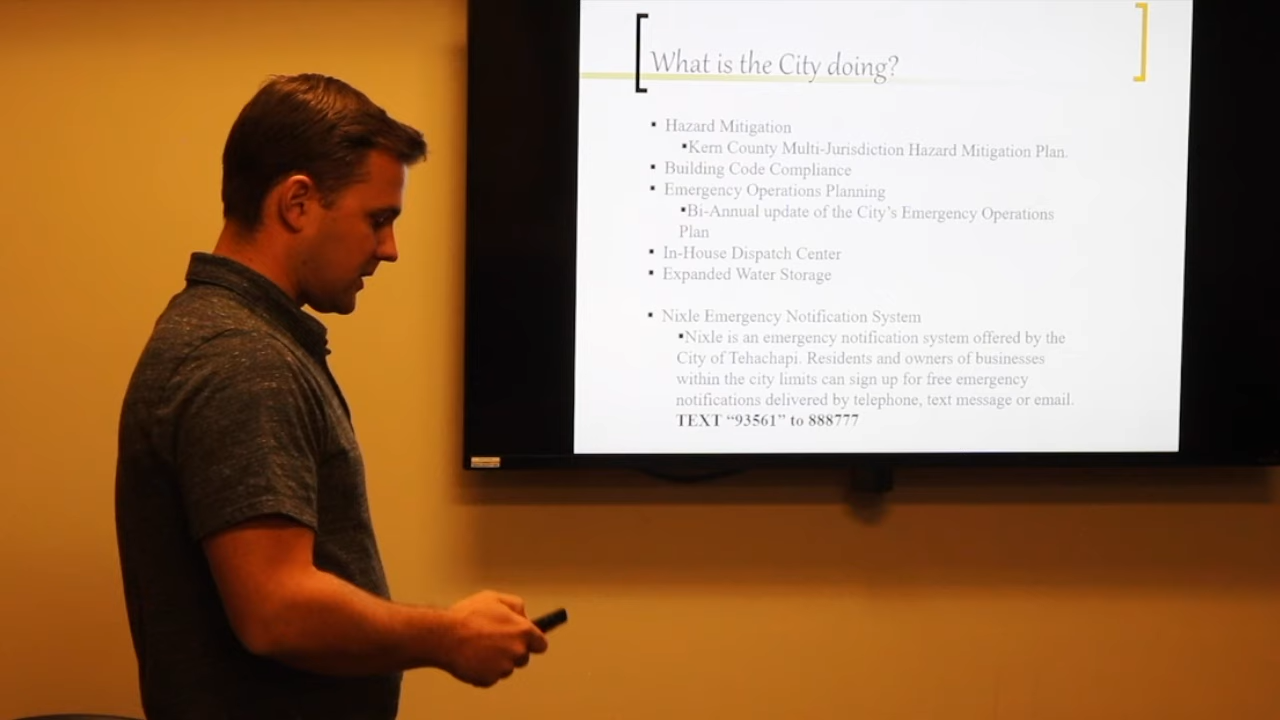 What is the City doing?
▪ Hazard Mitigation
▪Kern County Multi-Jurisdiction Hazard Mitigation Plan.
▪ Building Code Compliance
▪ Emergency Operations Planning
▪Bi-Annual update of the City's Emergency Operations
Plan
▪ In-House Dispatch Center
▪ Expanded Water Storage
▪ Nixle Emergency Notification System
▪Nixle is an emergency notification system offered by the
City of Tehachapi. Residents and owners of businesses
within the city limits can sign up for free emergency
notifications delivered by telephone, text message or email.
TEXT “93561” to 888777